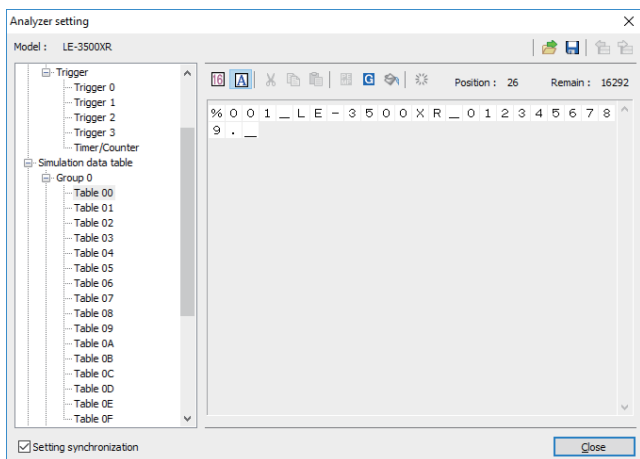 Analyzer setting
Model : LE-3500XR
Trigger
Trigger 0
Trigger 1
Trigger 2
Trigger 3
Timer/Counter
Simulation data table
Group 0
Table 00
Table 01
Table 02
Table 03
Table 04
Table 05
Table 06
Table 07
Table 08
Table 09
Table 0A
Table 0B
Table 0C
Table 0D
Table 0E
Table 0F
16 A G Position : 26 Remain : 16292
%001_LE-3500XR_012345678
9._
Setting synchronization
Close